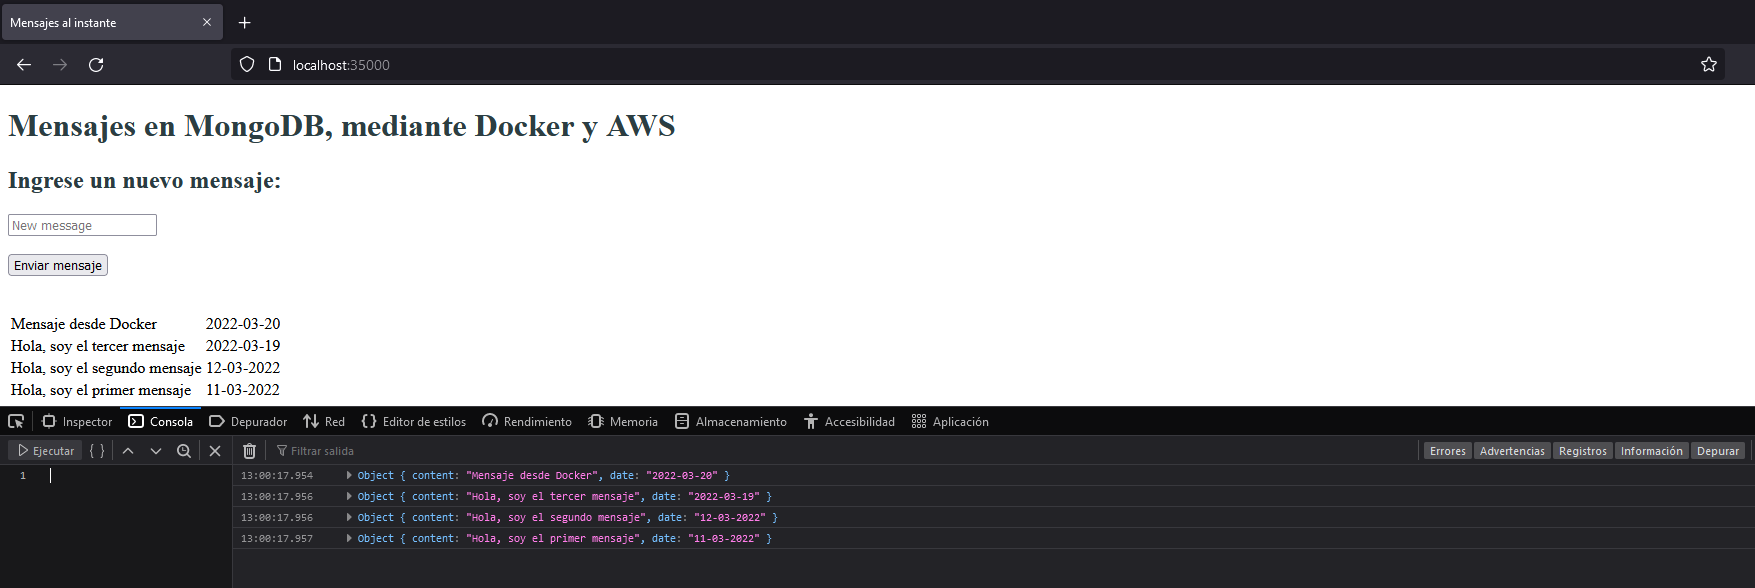 Mensajes al instante
localhost:35000
Mensajes en MongoDB, mediante Docker y AWS
Ingrese un nuevo mensaje:
New message
Enviar mensaje
Mensaje desde Docker 2022-03-20
Hola, soy el tercer mensaje 2022-03-19
Hola, soy el segundo mensaje 12-03-2022
Hola, soy el primer mensaje 11-03-2022
Inspector Consola Depurador Red {} Editor de estilos Rendimiento Memoria Almacenamiento Accesibilidad Aplicación
Ejecutar { } Filtrar salida Errores Advertencias Registros Información Depurar
1
13:00:17.954 Object { content: "Mensaje desde Docker", date: "2022-03-20" }
13:00:17.956 Object { content: "Hola, soy el tercer mensaje", date: "2022-03-19" }
13:00:17.956 Object { content: "Hola, soy el segundo mensaje", date: "12-03-2022" }
13:00:17.957 Object { content: "Hola, soy el primer mensaje", date: "11-03-2022" }